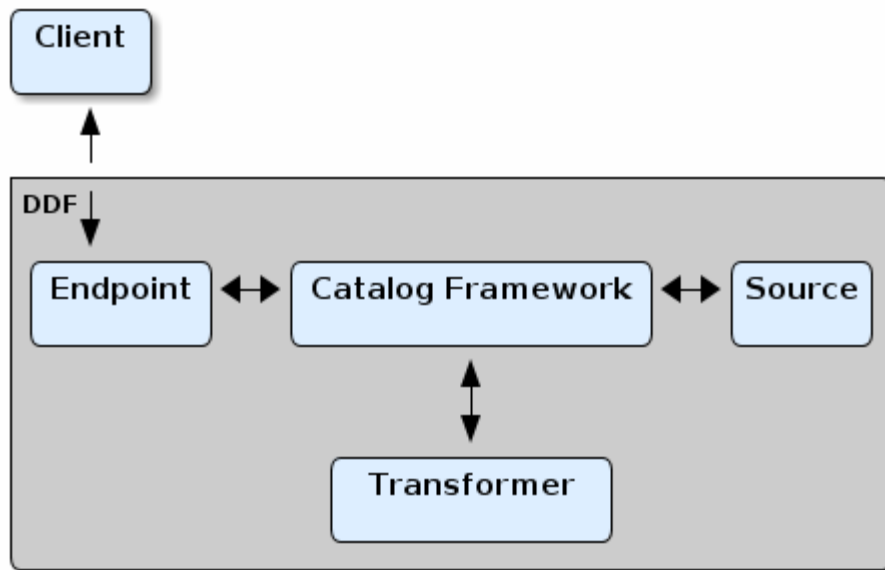 Client
DDF
Endpoint
Catalog Framework
Source
Transformer